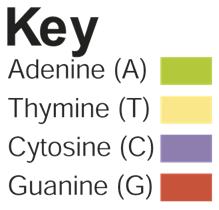 Key
Adenine (A)
Thymine (T)
Cytosine (C)
Guanine (G)